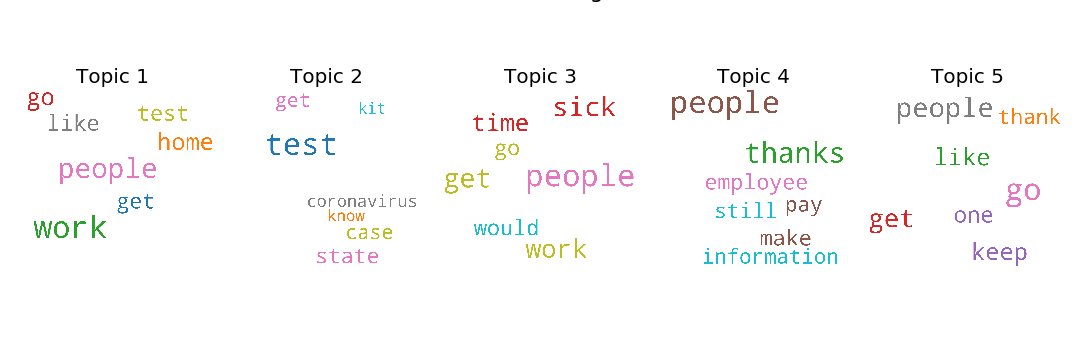 Topic 1
go
like
test
home
people
get
work
Topic 2
get
kit
test
coronavirus
know
case
state
Topic 3
sick
time
go
get
people
would
work
Topic 4
people
thanks
employee
still
pay
make
information
Topic 5
people
thank
like
go
get
one
keep